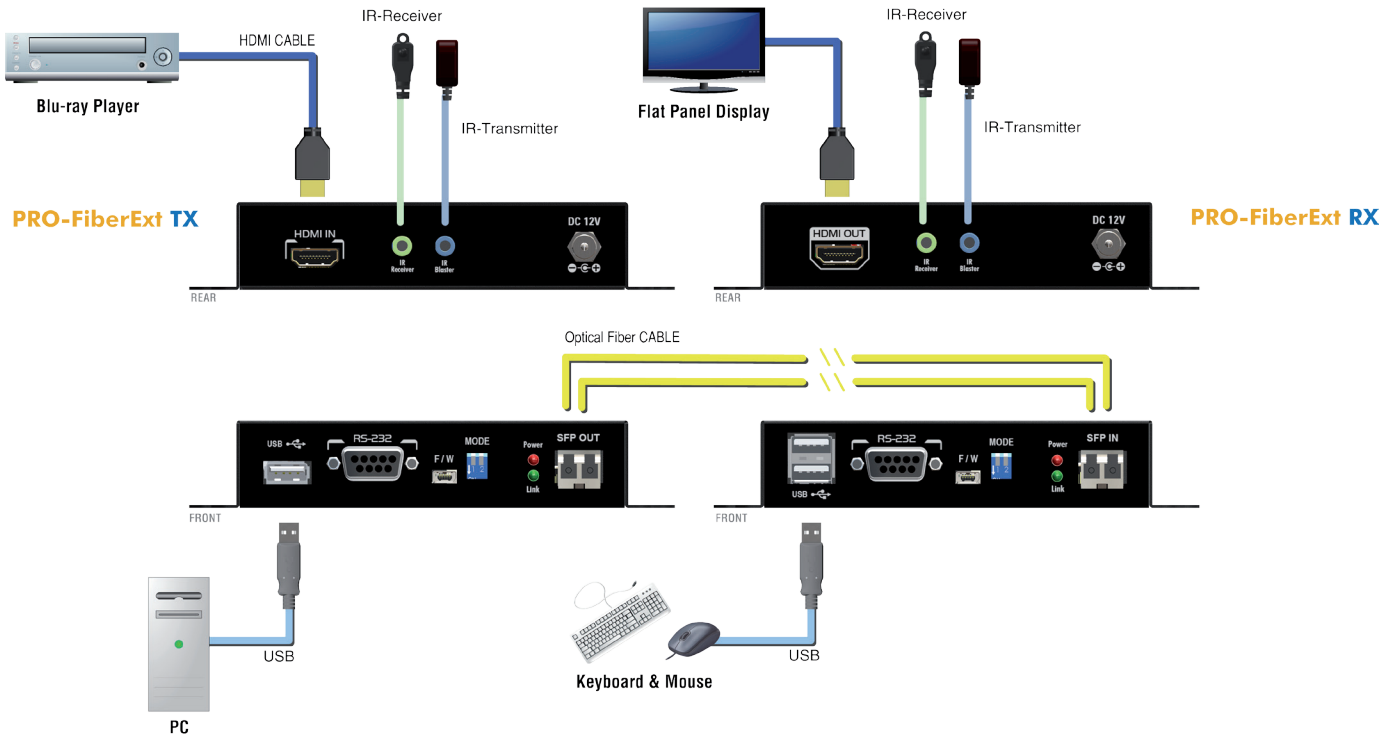 IR-Receiver
IR-Receiver
HDMI CABLE
Blu-ray Player
Flat Panel Display
IR-Transmitter
IR-Transmitter
PRO-FiberExt TX
PRO-FiberExt RX
HDMI IN
IR
Receiver
IR
Blaster
DC 12V
REAR
HDMI OUT
IR
Receiver
IR
Blaster
DC 12V
REAR
Optical Fiber CABLE
USB
RS-232
F / W
MODE
Power
Link
SFP OUT
FRONT
USB
RS-232
F / W
MODE
Power
Link
SFP IN
FRONT
USB
PC
USB
Keyboard & Mouse